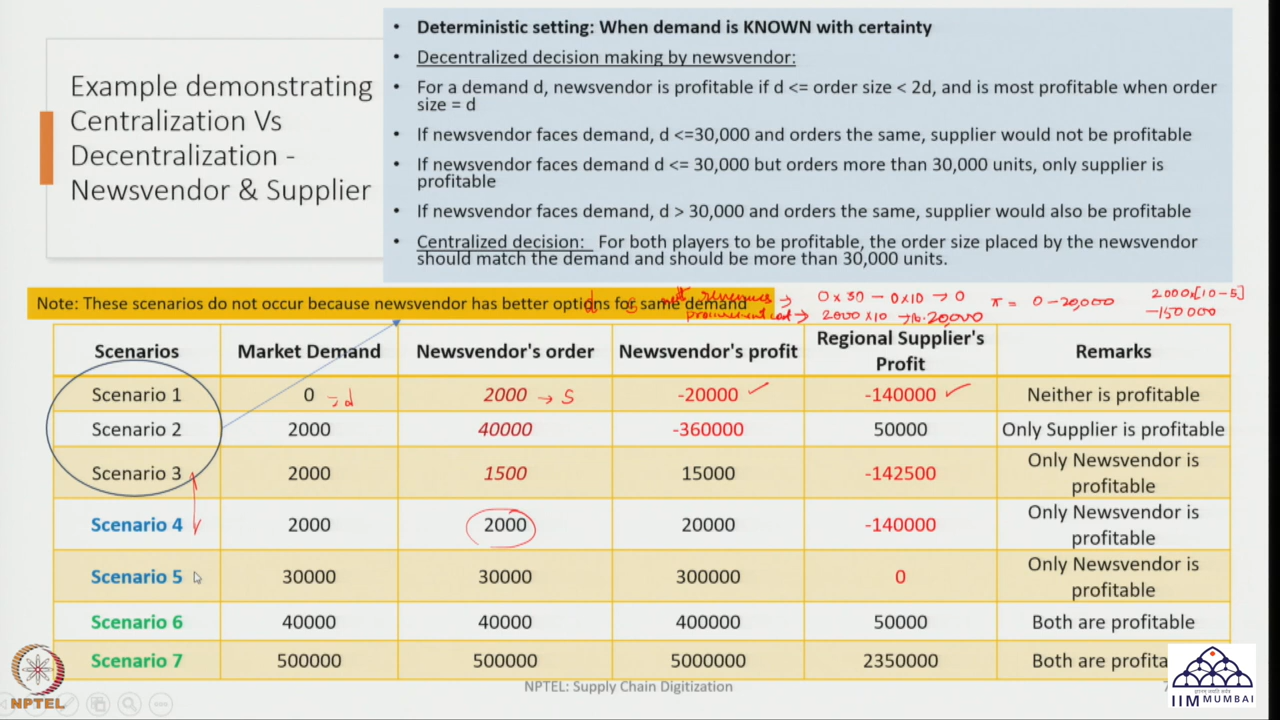 Example demonstrating
Centralization Vs
Decentralization -
Newsvendor & Supplier
• Deterministic setting: When demand is KNOWN with certainty
• Decentralized decision making by newsvendor:
• For a demand d, newsvendor is profitable if d <= order size < 2d, and is most profitable when order
size = d
• If newsvendor faces demand, d <=30,000 and orders the same, supplier would not be profitable
• If newsvendor faces demand d <= 30,000 but orders more than 30,000 units, only supplier is
profitable
• If newsvendor faces demand, d > 30,000 and orders the same, supplier would also be profitable
• Centralized decision: For both players to be profitable, the order size placed by the newsvendor
should match the demand and should be more than 30,000 units.
Note: These scenarios do not occur because newsvendor has better options for same demand
revenues → 0x30 - 0x10 → 0 π = 0 - 20,000 2000x[10-5]
procurement cost → 2000x10 → 20,000 -150000
Scenarios Market Demand Newsvendor's order Newsvendor's profit Regional Supplier's Profit Remarks
Scenario 1 0 → d 2000 → S -20000 ✓ -140000 ✓ Neither is profitable
Scenario 2 2000 40000 -360000 50000 Only Supplier is profitable
Scenario 3 2000 1500 15000 -142500 Only Newsvendor is profitable
Scenario 4 2000 2000 20000 -140000 Only Newsvendor is profitable
Scenario 5 30000 30000 300000 0 Only Newsvendor is profitable
Scenario 6 40000 40000 400000 50000 Both are profitable
Scenario 7 500000 500000 5000000 2350000 Both are profita
NPTEL: Supply Chain Digitization
NPTEL
IIM MUMBAI